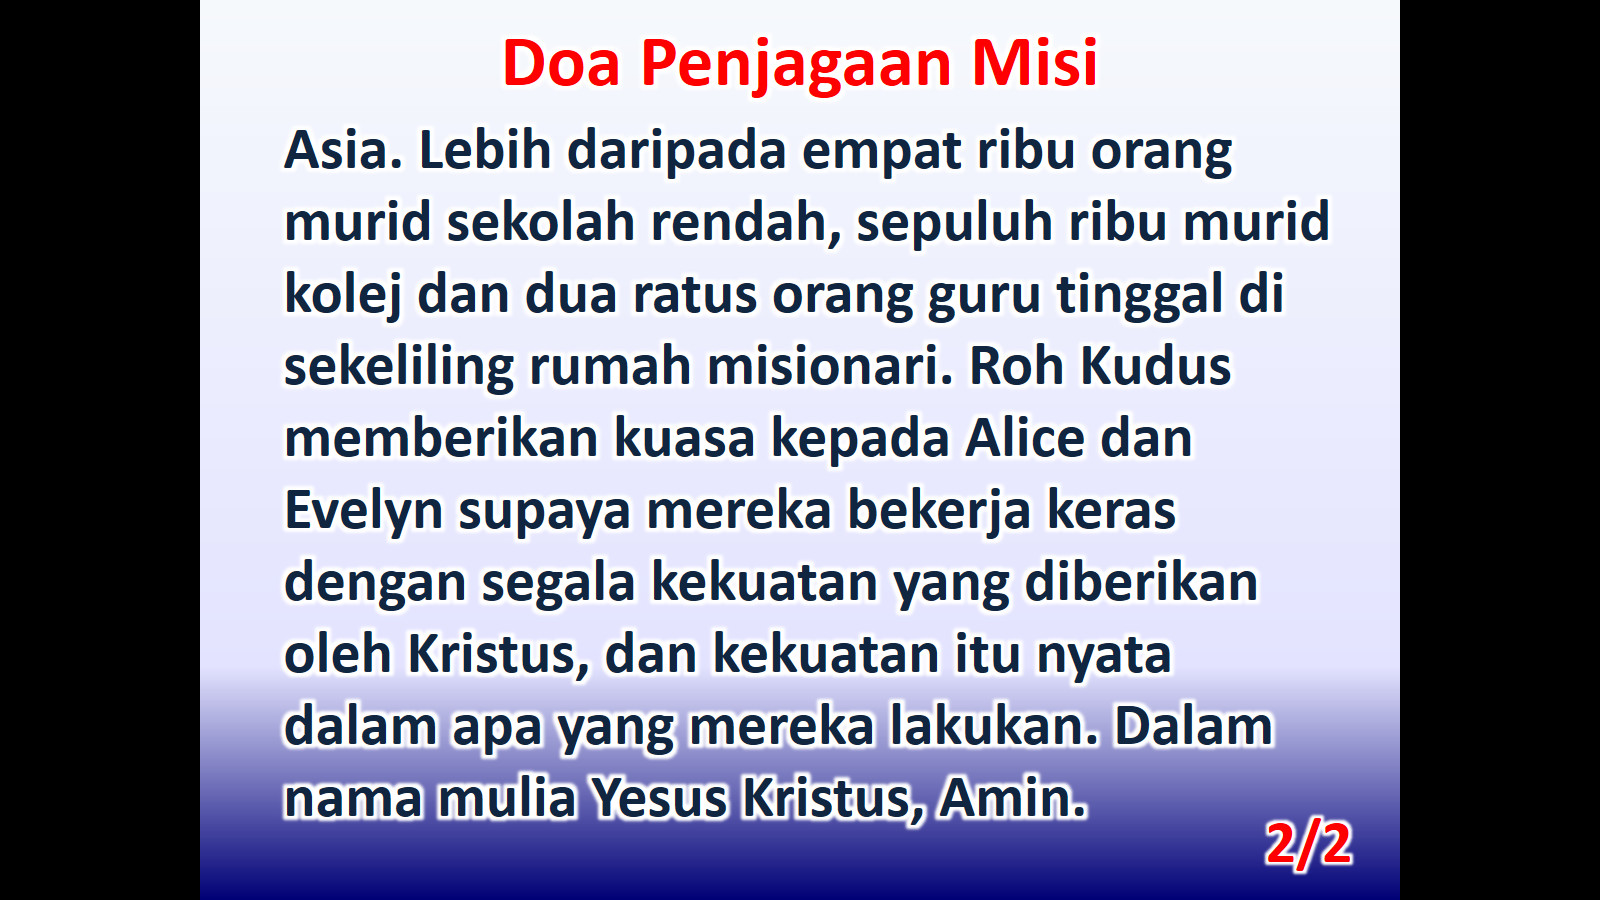 Doa Penjagaan Misi
Asia. Lebih daripada empat ribu orang
murid sekolah rendah, sepuluh ribu murid
kolej dan dua ratus orang guru tinggal di
sekeliling rumah misionari. Roh Kudus
memberikan kuasa kepada Alice dan
Evelyn supaya mereka bekerja keras
dengan segala kekuatan yang diberikan
oleh Kristus, dan kekuatan itu nyata
dalam apa yang mereka lakukan. Dalam
nama mulia Yesus Kristus, Amin.
2/2